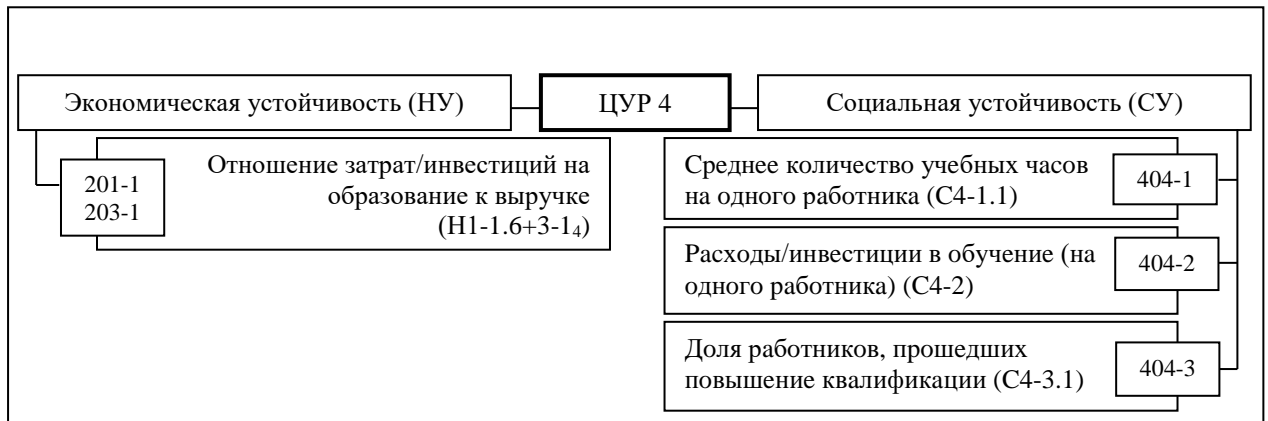 Экономическая устойчивость (НУ)
ЦУР 4
Социальная устойчивость (СУ)
201-1
203-1
Отношение затрат/инвестиций на
образование к выручке
(Н1-1.6+3-1₄)
Среднее количество учебных часов
на одного работника (С4-1.1)
404-1
Расходы/инвестиции в обучение (на
одного работника) (С4-2)
404-2
Доля работников, прошедших
повышение квалификации (С4-3.1)
404-3